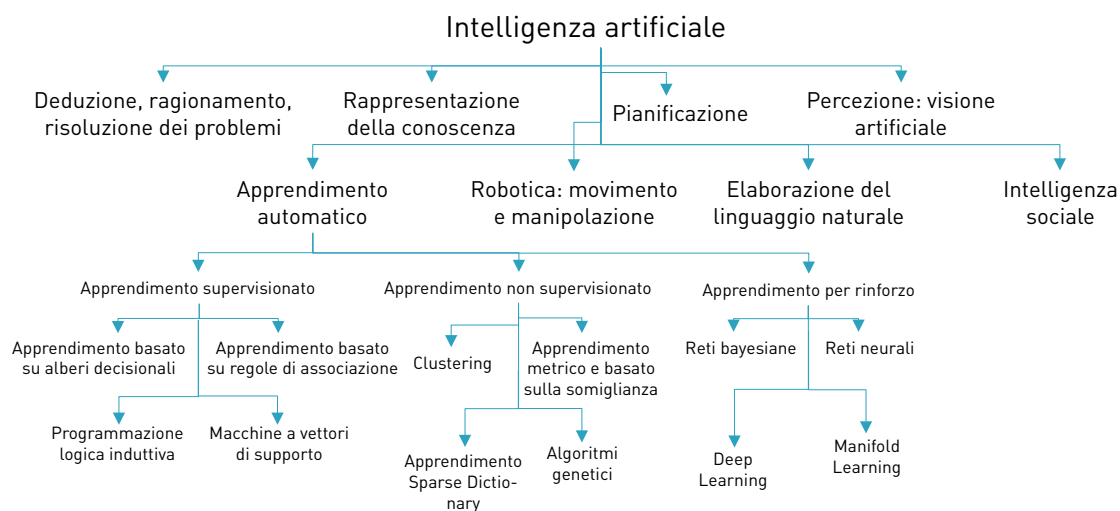 Intelligenza artificiale
Deduzione, ragionamento,
risoluzione dei problemi
Rappresentazione
della conoscenza
Pianificazione
Percezione: visione
artificiale
Apprendimento
automatico
Robotica: movimento
e manipolazione
Elaborazione del
linguaggio naturale
Intelligenza
sociale
Apprendimento supervisionato
Apprendimento non supervisionato
Apprendimento per rinforzo
Apprendimento basato
su alberi decisionali
Apprendimento basato
su regole di associazione
Clustering
Apprendimento
metrico e basato
sulla somiglianza
Reti bayesiane
Reti neurali
Programmazione
logica induttiva
Macchine a vettori
di supporto
Apprendimento
Sparse Dictio-
nary
Algoritmi
genetici
Deep
Learning
Manifold
Learning